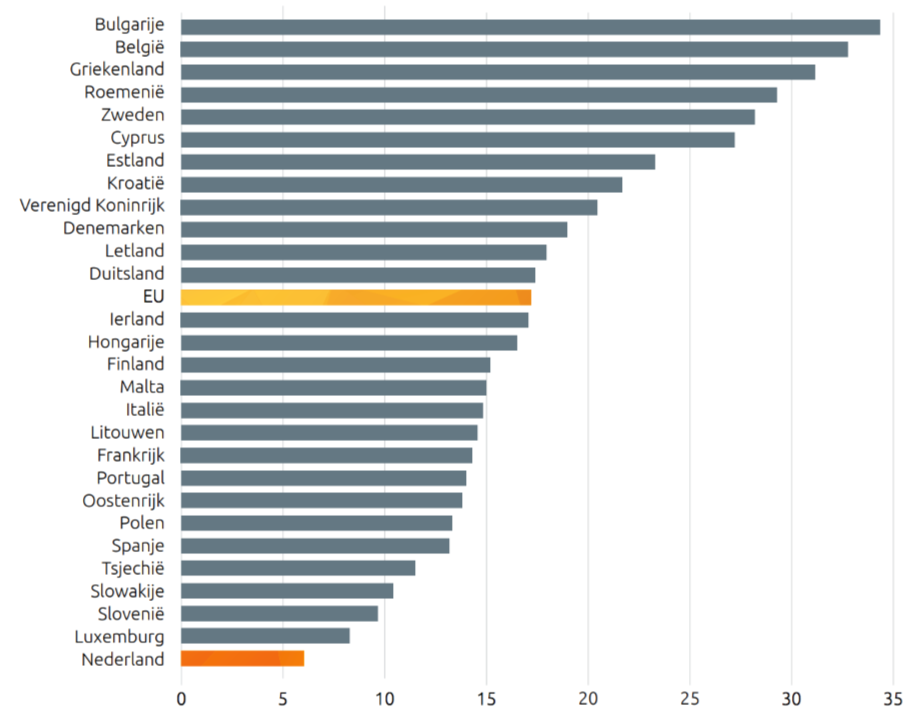 Bulgarije
België
Griekenland
Roemenië
Zweden
Cyprus
Estland
Kroatië
Verenigd Koninrijk
Denemarken
Letland
Duitsland
EU
Ierland
Hongarije
Finland
Malta
Italië
Litouwen
Frankrijk
Portugal
Oostenrijk
Polen
Spanje
Tsjechië
Slowakije
Slovenië
Luxemburg
Nederland
0 5 10 15 20 25 30 35